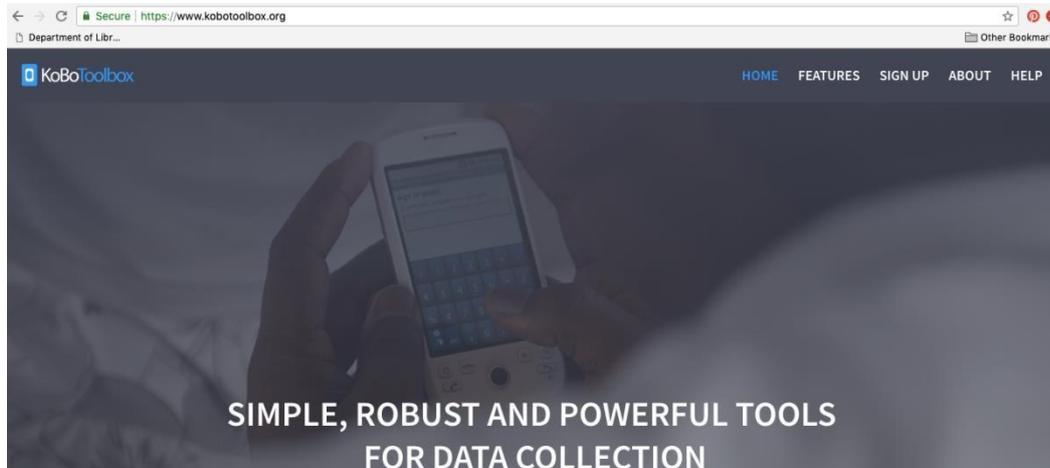 Secure | https://www.kobotoolbox.org
Department of Libr...
Other Bookmar
KoBoToolbox
HOME FEATURES SIGN UP ABOUT HELP
SIMPLE, ROBUST AND POWERFUL TOOLS
FOR DATA COLLECTION